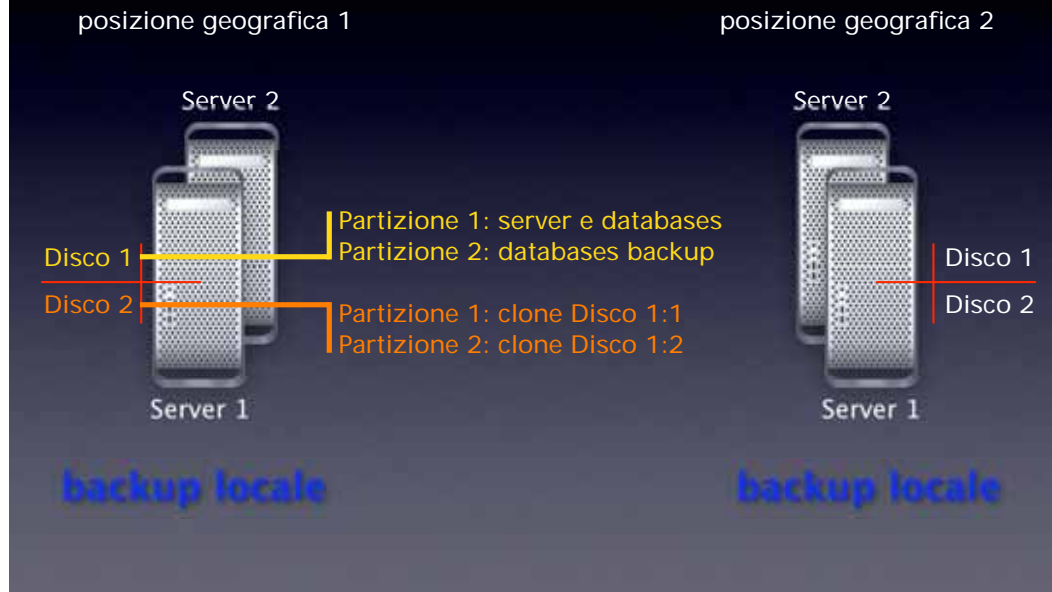 posizione geografica 1
posizione geografica 2
Server 2
Server 2
Partizione 1: server e databases
Partizione 2: databases backup
Disco 1
Disco 2
Partizione 1: clone Disco 1:1
Partizione 2: clone Disco 1:2
Disco 1
Disco 2
Server 1
Server 1
backup locale
backup locale